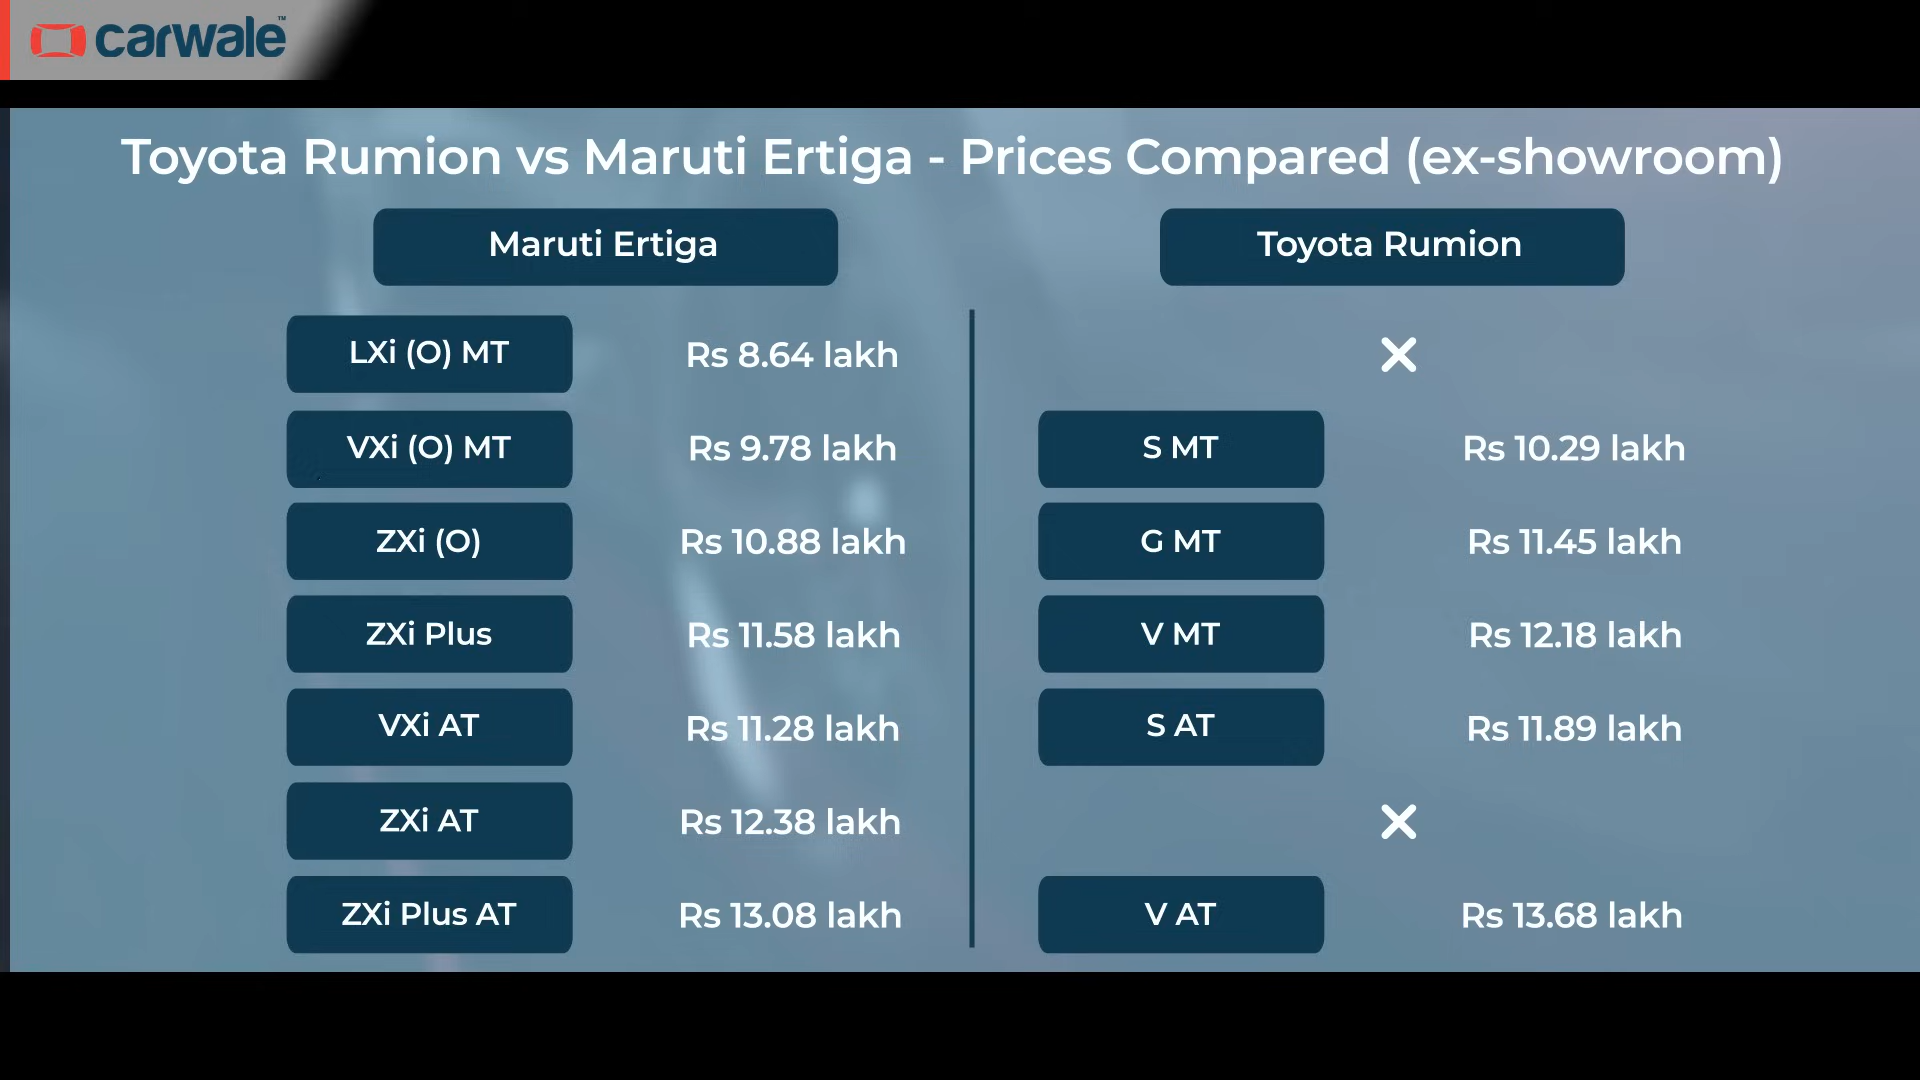 carwale™
Toyota Rumion vs Maruti Ertiga - Prices Compared (ex-showroom)
Maruti Ertiga Toyota Rumion
LXi (O) MT Rs 8.64 lakh
VXi (O) MT Rs 9.78 lakh S MT Rs 10.29 lakh
ZXi (O) Rs 10.88 lakh G MT Rs 11.45 lakh
ZXi Plus Rs 11.58 lakh V MT Rs 12.18 lakh
VXi AT Rs 11.28 lakh S AT Rs 11.89 lakh
ZXi AT Rs 12.38 lakh
ZXi Plus AT Rs 13.08 lakh V AT Rs 13.68 lakh